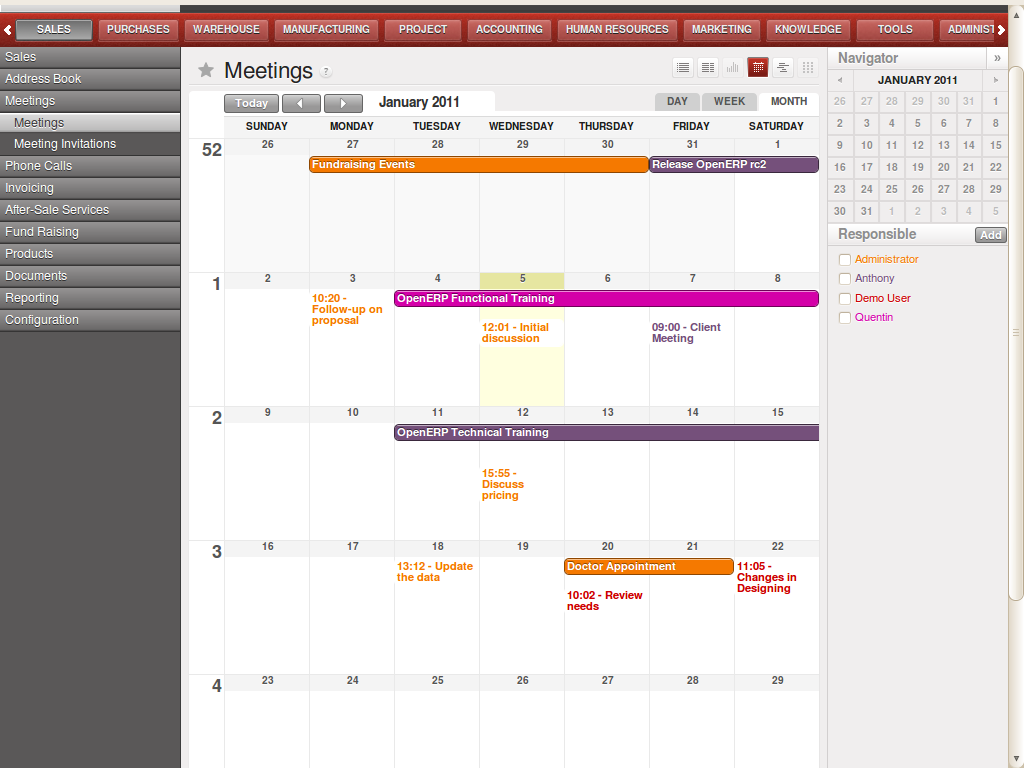 SALES PURCHASES WAREHOUSE MANUFACTURING PROJECT ACCOUNTING HUMAN RESOURCES MARKETING KNOWLEDGE TOOLS ADMINIST
Sales
Address Book
Meetings
Meetings
Meeting Invitations
Phone Calls
Invoicing
After-Sale Services
Fund Raising
Products
Documents
Reporting
Configuration
Meetings ?
Today January 2011 DAY WEEK MONTH
SUNDAY MONDAY TUESDAY WEDNESDAY THURSDAY FRIDAY SATURDAY
52 26 27 28 29 30 31 1
Fundraising Events Release OpenERP rc2
1 2 3 4 5 6 7 8
OpenERP Functional Training
10:20 -
Follow-up on
proposal
12:01 - Initial
discussion
09:00 - Client
Meeting
2 9 10 11 12 13 14 15
OpenERP Technical Training
15:55 -
Discuss
pricing
3 16 17 18 19 20 21 22
13:12 - Update
the data
Doctor Appointment
10:02 - Review
needs
11:05 -
Changes in
Designing
4 23 24 25 26 27 28 29
Navigator »
JANUARY 2011
26 27 28 29 30 31 1
2 3 4 5 6 7 8
9 10 11 12 13 14 15
16 17 18 19 20 21 22
23 24 25 26 27 28 29
30 31 1 2 3 4 5
Responsible Add
Administrator
Anthony
Demo User
Quentin